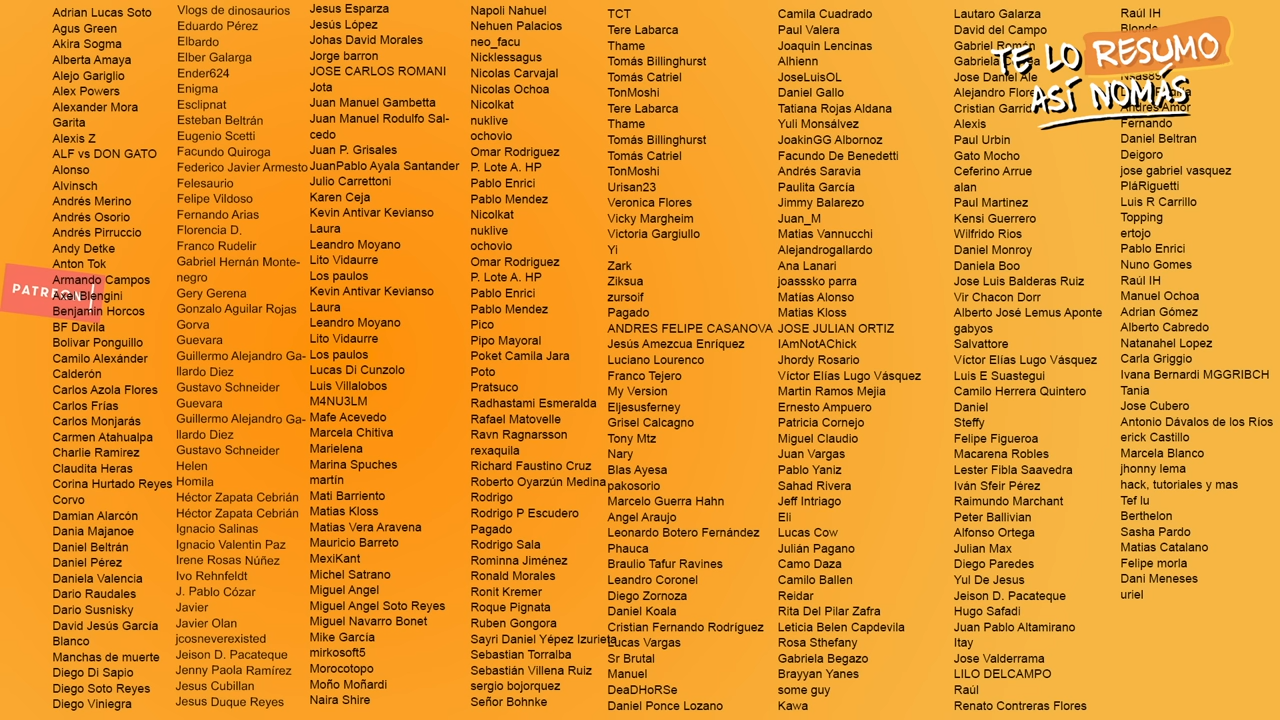 Adrian Lucas Soto
Agus Green
Akira Sogma
Alberta Amaya
Alejo Gariglio
Alex Powers
Alexander Mora
Garita
Alexis Z
ALF vs DON GATO
Alonso
Alvinsch
Andrés Merino
Andrés Osorio
Andrés Pirruccio
Andy Detke
Anton Tok
Armando Campos
Axel Blengini
Benjamin Horcos
BF Davila
Bolivar Ponguillo
Camilo Alexánder
Calderón
Carlos Azola Flores
Carlos Frías
Carlos Monjarás
Carmen Atahualpa
Charlie Ramirez
Claudita Heras
Corina Hurtado Reyes
Corvo
Damian Alarcón
Dania Majanoe
Daniel Beltrán
Daniel Pérez
Daniela Valencia
Dario Raudales
Dario Susnisky
David Jesús García
Blanco
Manchas de muerte
Diego Di Sapio
Diego Soto Reyes
Diego Viniegra
PATREON
Vlogs de dinosaurios
Eduardo Pérez
Elbardo
Elber Galarga
Ender624
Enigma
Esclipnat
Esteban Beltrán
Eugenio Scetti
Facundo Quiroga
Federico Javier Armesto
Felesaurio
Felipe Vildoso
Fernando Arias
Florencia D.
Franco Rudelir
Gabriel Hernán Monte-
negro
Gery Gerena
Gonzalo Aguilar Rojas
Gorva
Guevara
Guillermo Alejandro Ga-
llardo Diez
Gustavo Schneider
Guevara
Guillermo Alejandro Ga-
llardo Diez
Gustavo Schneider
Helen
Homila
Héctor Zapata Cebrián
Héctor Zapata Cebrián
Ignacio Salinas
Ignacio Valentin Paz
Irene Rosas Núñez
Ivo Rehnfeldt
J. Pablo Cózar
Javier
Javier Olan
jcosneverexisted
Jeison D. Pacateque
Jenny Paola Ramírez
Jesus Cubillan
Jesus Duque Reyes
Jesus Esparza
Jesús López
Johas David Morales
Jorge barron
JOSE CARLOS ROMANI
Jota
Juan Manuel Gambetta
Juan Manuel Rodulfo Sal-
cedo
Juan P. Grisales
JuanPablo Ayala Santander
Julio Carrettoni
Karen Ceja
Kevin Antivar Kevianso
Laura
Leandro Moyano
Lito Vidaurre
Los paulos
Kevin Antivar Kevianso
Laura
Leandro Moyano
Lito Vidaurre
Los paulos
Lucas Di Cunzolo
Luis Villalobos
M4NU3LM
Mafe Acevedo
Marcela Chitiva
Marielena
Marina Spuches
martín
Mati Barriento
Matias Kloss
Matias Vera Aravena
Mauricio Barreto
MexiKant
Michel Satrano
Miguel Angel
Miguel Angel Soto Reyes
Miguel Navarro Bonet
Mike García
mirkosoft5
Morocotopo
Moño Moñardi
Naira Shire
Napoli Nahuel
Nehuen Palacios
neo_facu
Nicklessagus
Nicolas Carvajal
Nicolas Ochoa
Nicolkat
nuklive
ochovio
Omar Rodriguez
P. Lote A. HP
Pablo Enrici
Pablo Mendez
Nicolkat
nuklive
ochovio
Omar Rodriguez
P. Lote A. HP
Pablo Enrici
Pablo Mendez
Pico
Pipo Mayoral
Poket Camila Jara
Poto
Pratsuco
Radhastami Esmeralda
Rafael Matovelle
Ravn Ragnarsson
rexaquila
Richard Faustino Cruz
Roberto Oyarzún Medina
Rodrigo
Rodrigo P Escudero
Pagado
Rodrigo Sala
Rominna Jiménez
Ronald Morales
Ronit Kremer
Roque Pignata
Ruben Gongora
Sayri Daniel Yépez Izurieta
Sebastian Torralba
Sebastián Villena Ruiz
sergio bojorquez
Señor Bohnke
TCT
Tere Labarca
Thame
Tomás Billinghurst
Tomás Catriel
TonMoshi
Tere Labarca
Thame
Tomás Billinghurst
Tomás Catriel
TonMoshi
Urisan23
Veronica Flores
Vicky Margheim
Victoria Gargiullo
Yi
Zark
Ziksua
zursoif
Pagado
ANDRES FELIPE CASANOVA
Jesús Amezcua Enríquez
Luciano Lourenco
Franco Tejero
My Version
Eljesusferney
Grisel Calcagno
Tony Mtz
Nary
Blas Ayesa
pakosorio
Marcelo Guerra Hahn
Angel Araujo
Leonardo Botero Fernández
Phauca
Braulio Tafur Ravines
Leandro Coronel
Diego Zornoza
Daniel Koala
Cristian Fernando Rodríguez
Lucas Vargas
Sr Brutal
Manuel
DeaDHoRSe
Daniel Ponce Lozano
Camila Cuadrado
Paul Valera
Joaquin Lencinas
Alhienn
JoseLuisOL
Daniel Gallo
Tatiana Rojas Aldana
Yuli Monsálvez
JoakinGG Albornoz
Facundo De Benedetti
Andrés Saravia
Paulita García
Jimmy Balarezo
Juan_M
Matías Vannucchi
Alejandrogallardo
Ana Lanari
joasssko parra
Matías Alonso
Matias Kloss
JOSE JULIAN ORTIZ
IAmNotAChick
Jhordy Rosario
Víctor Elías Lugo Vásquez
Martin Ramos Mejia
Ernesto Ampuero
Patricia Cornejo
Miguel Claudio
Juan Vargas
Pablo Yaniz
Sahad Rivera
Jeff Intriago
Eli
Lucas Cow
Julián Pagano
Camo Daza
Camilo Ballen
Reidar
Rita Del Pilar Zafra
Leticia Belen Capdevila
Rosa Sthefany
Gabriela Begazo
Brayyan Yanes
some guy
Kawa
Lautaro Galarza
David del Campo
Gabriel Román
Gabriela
Jose Daniel Ale
Alejandro
Cristian
Alexis
Paul Urbin
Gato Mocho
Ceferino Arrue
alan
Paul Martinez
Kensi Guerrero
Wilfrido Rios
Daniel Monroy
Daniela Boo
Jose Luis Balderas Ruiz
Vir Chacon Dorr
Alberto José Lemus Aponte
gabyos
Salvattore
Víctor Elías Lugo Vásquez
Luis E Suastegui
Camilo Herrera Quintero
Daniel
Steffy
Felipe Figueroa
Macarena Robles
Lester Fibla Saavedra
Iván Sfeir Pérez
Raimundo Marchant
Peter Ballivian
Alfonso Ortega
Julian Max
Diego Paredes
Yul De Jesus
Jeison D. Pacateque
Hugo Safadi
Juan Pablo Altamirano
Itay
Jose Valderrama
LILO DELCAMPO
Raúl
Renato Contreras Flores
TE LO RESUMO
ASÍ NOMÁS
Raúl IH
Andres Amor
Fernando
Daniel Beltran
Deigoro
jose gabriel vasquez
PláRiguetti
Luis R Carrillo
Topping
ertojo
Pablo Enrici
Nuno Gomes
Raúl IH
Manuel Ochoa
Adrian Gómez
Alberto Cabredo
Natanahel Lopez
Carla Griggio
Ivana Bernardi MGGRIBCH
Tania
Jose Cubero
Antonio Dávalos de los Ríos
erick Castillo
Marcela Blanco
jhonny lema
hack, tutoriales y mas
Tef lu
Berthelon
Sasha Pardo
Matias Catalano
Felipe morla
Dani Meneses
uriel